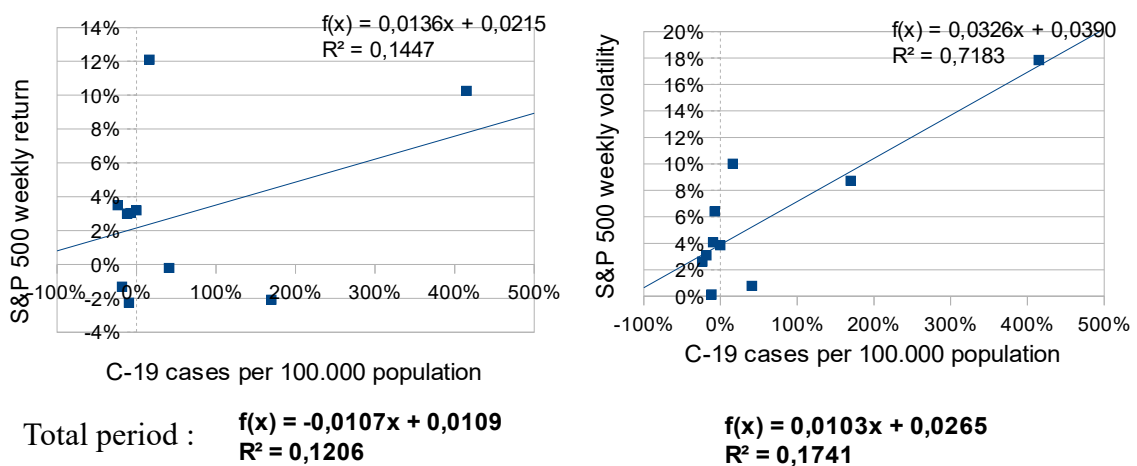 f(x) = 0,0136x + 0,0215
R² = 0,1447
14%
12%
10%
8%
6%
4%
2%
0%
-2%
-4%
-100% 0% 100% 200% 300% 400% 500%
S&P 500 weekly return
C-19 cases per 100.000 population
f(x) = 0,0326x + 0,0390
R² = 0,7183
20%
18%
16%
14%
12%
10%
8%
6%
4%
2%
0%
-100% 0% 100% 200% 300% 400% 500%
S&P 500 weekly volatility
C-19 cases per 100.000 population
Total period :
f(x) = -0,0107x + 0,0109
R² = 0,1206
f(x) = 0,0103x + 0,0265
R² = 0,1741